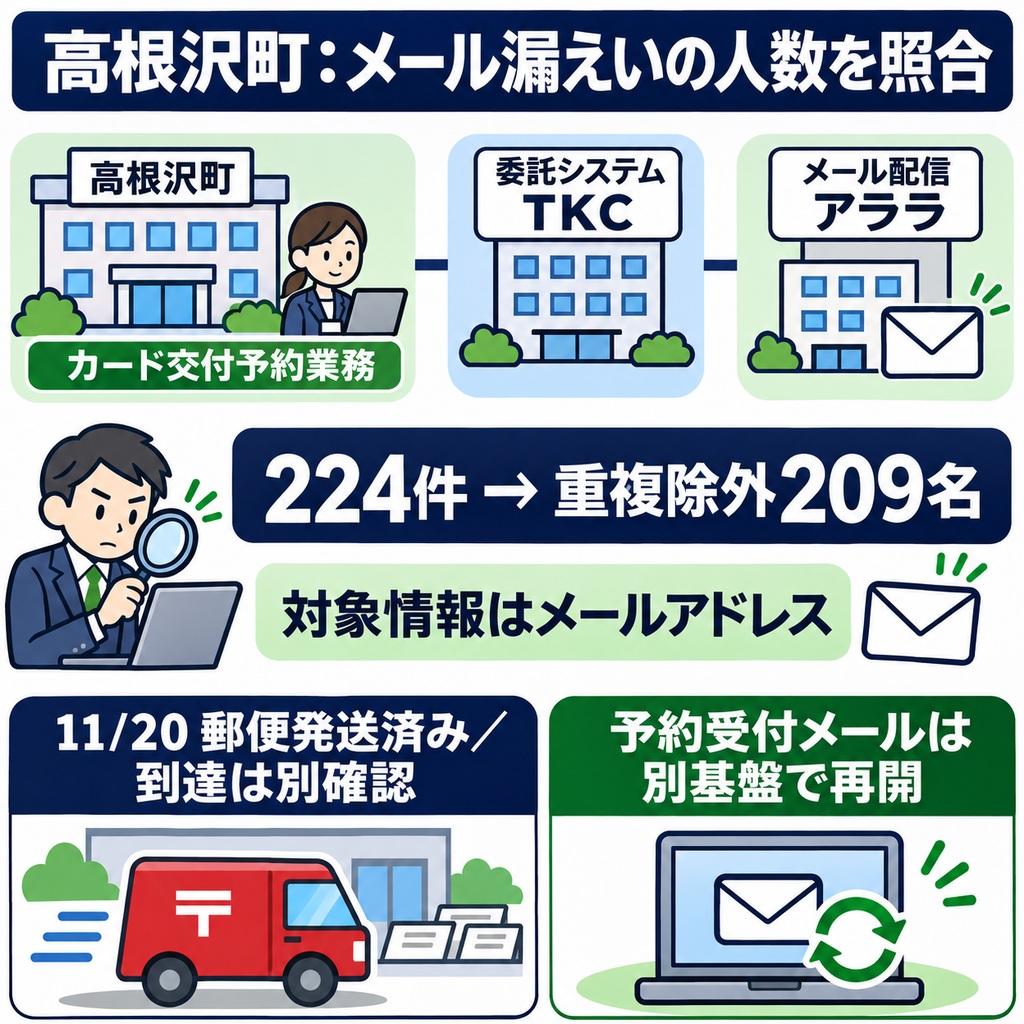 高根沢町：メール漏えいの人数を照合
高根沢町
カード交付予約業務
委託システム
TKC
メール配信
アララ
224件 → 重複除外209名
対象情報はメールアドレス
11/20 郵便発送済み／
到達は別確認
予約受付メールは
別基盤で再開